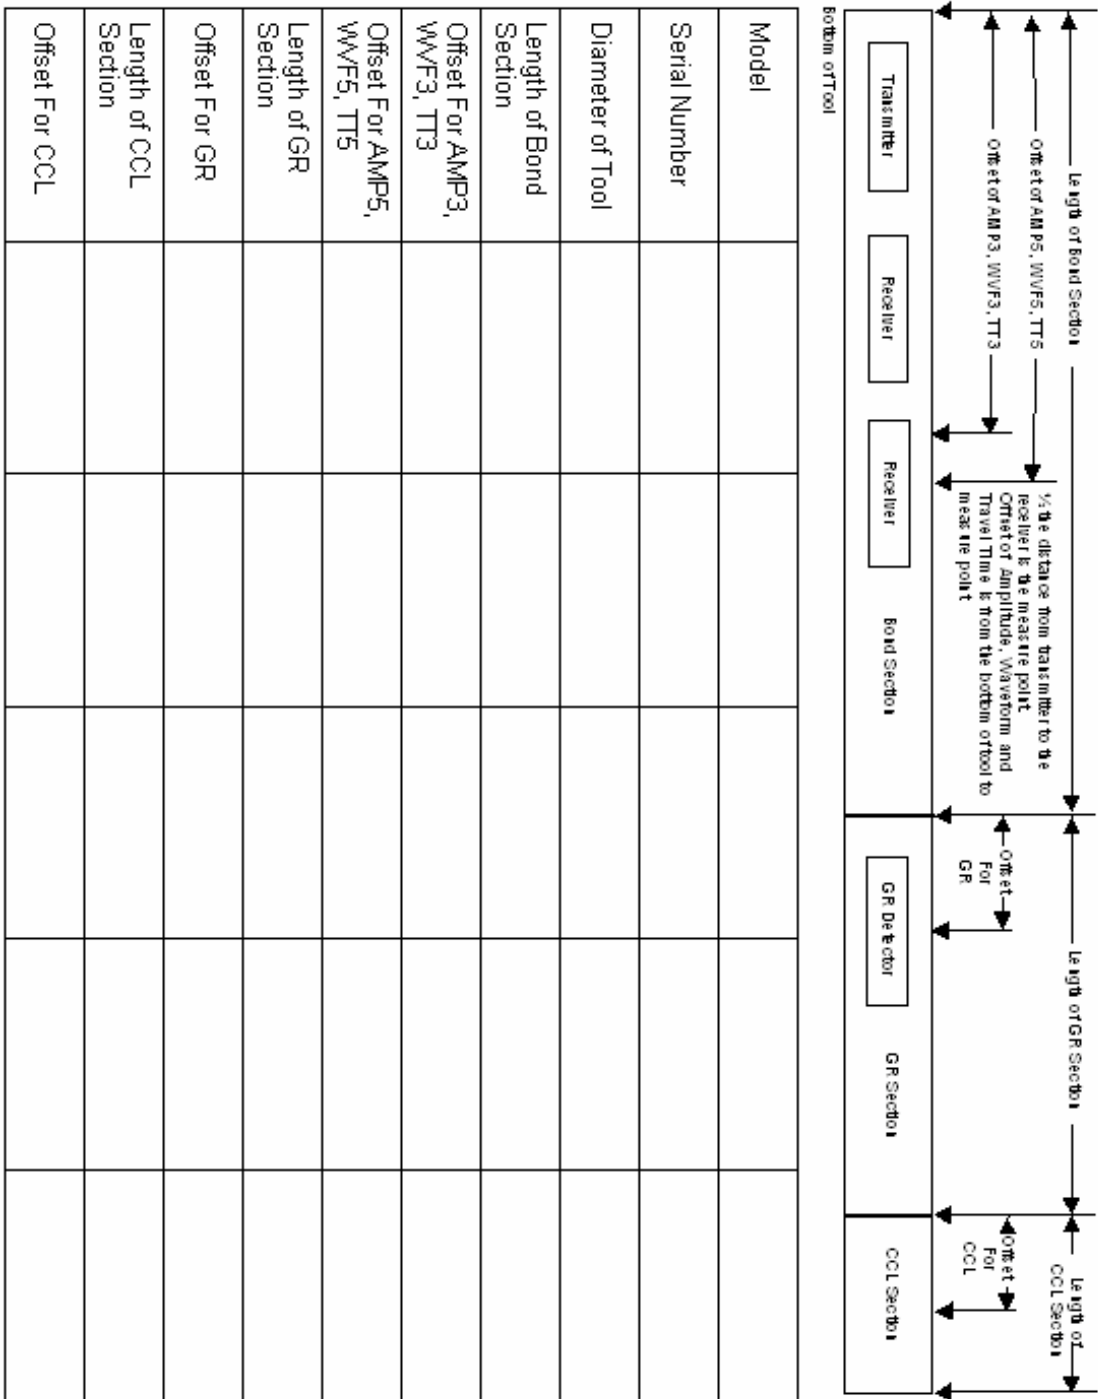 Length of Bond Section
Length of GR Section
Length of
CCL Section
Offset of AMP5, WVF5, TT5
Offset of AMP3, WVF3, TT3
½ the distance from transmitter to the
receiver is the measure point.
Offset of Amplitude, Waveform and
Travel Time is from the bottom of tool to
measure point
Offset
For
GR
Offset
For
CCL
Transmitter
Receiver
Receiver
Bond Section
GR Detector
GR Section
CCL Section
Bottom of Tool
Model
Serial Number
Diameter of Tool
Length of Bond
Section
Offset For AMP3,
WVF3, TT3
Offset For AMP5,
WVF5, TT5
Length of GR
Section
Offset For GR
Length of CCL
Section
Offset For CCL